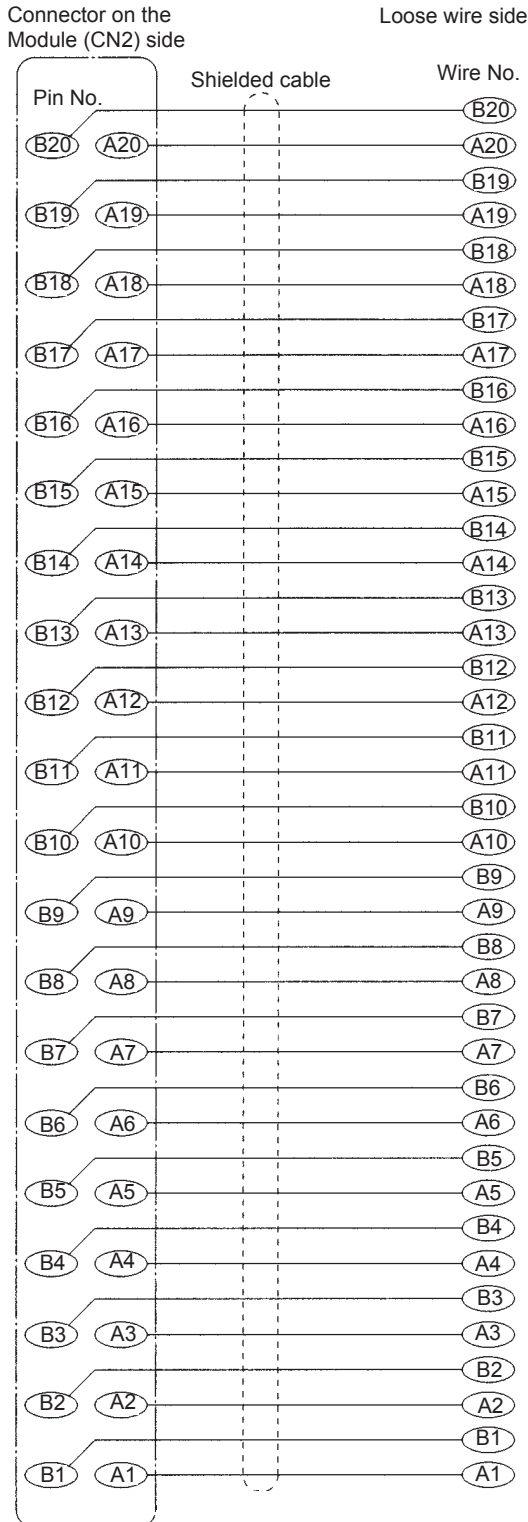 Connector on the
Module (CN2) side
Loose wire side
Shielded cable
Wire No.
Pin No.
B20
B20 A20 A20
B19
B19 A19 A19
B18
B18 A18 A18
B17
B17 A17 A17
B16
B16 A16 A16
B15
B15 A15 A15
B14
B14 A14 A14
B13
B13 A13 A13
B12
B12 A12 A12
B11
B11 A11 A11
B10
B10 A10 A10
B9
B9 A9 A9
B8
B8 A8 A8
B7
B7 A7 A7
B6
B6 A6 A6
B5
B5 A5 A5
B4
B4 A4 A4
B3
B3 A3 A3
B2
B2 A2 A2
B1
B1 A1 A1